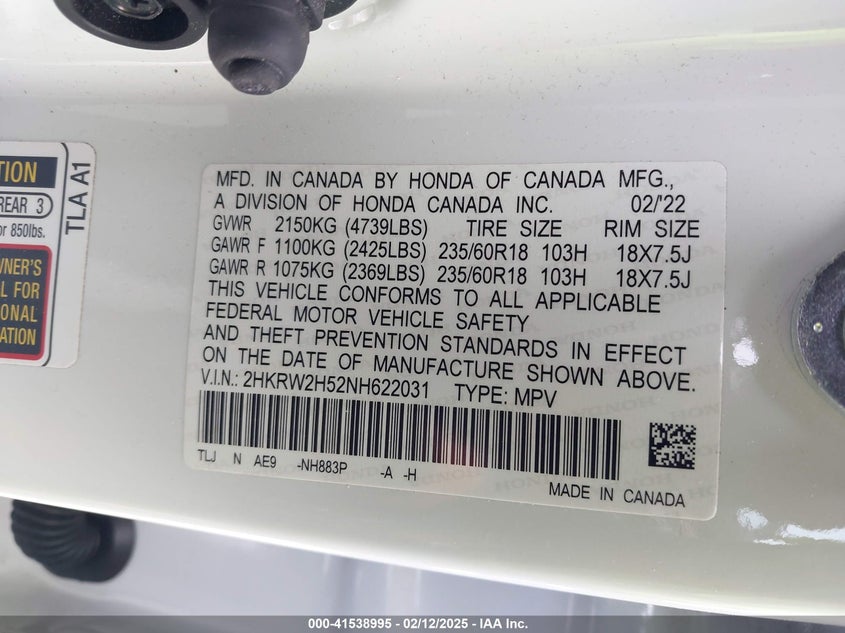 TION
REAR 3
or 850lbs.
WNER'S
L FOR
IONAL
ATION
TLA A1
MFD. IN CANADA BY HONDA OF CANADA MFG.,
A DIVISION OF HONDA CANADA INC. 02/'22
GVWR 2150KG (4739LBS) TIRE SIZE RIM SIZE
GAWR F 1100KG (2425LBS) 235/60R18 103H 18X7.5J
GAWR R 1075KG (2369LBS) 235/60R18 103H 18X7.5J
THIS VEHICLE CONFORMS TO ALL APPLICABLE
FEDERAL MOTOR VEHICLE SAFETY
AND THEFT PREVENTION STANDARDS IN EFFECT
ON THE DATE OF MANUFACTURE SHOWN ABOVE.
V.I.N.: 2HKRW2H52NH622031 TYPE: MPV
TLJ N AE9 -NH883P -A -H
MADE IN CANADA
000-41538995 - 02/12/2025 - IAA Inc.